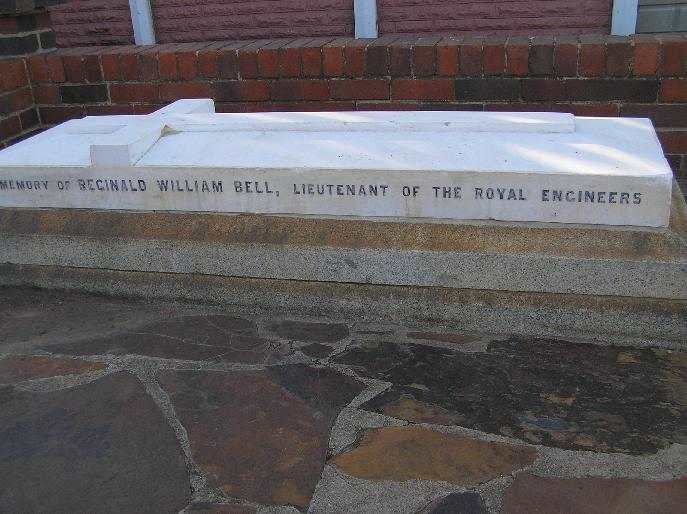 MEMORY OF REGINALD WILLIAM BELL, LIEUTENANT OF THE ROYAL ENGINEERS